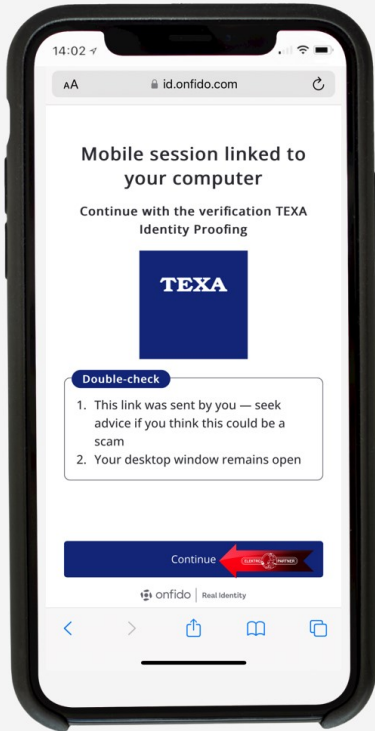 14:02
AA id.onfido.com
Mobile session linked to
your computer
Continue with the verification TEXA
Identity Proofing
TEXA
Double-check
1. This link was sent by you — seek
advice if you think this could be a
scam
2. Your desktop window remains open
Continue
ELEKTRO PARTNER
onfido | Real Identity